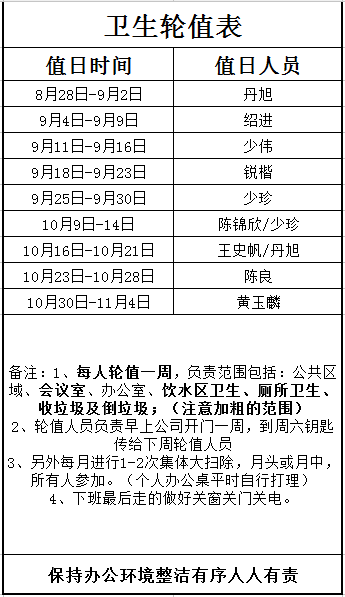 卫生轮值表
值日时间 值日人员
8月28日-9月2日 丹旭
9月4日-9月9日 绍进
9月11日-9月16日 少伟
9月18日-9月23日 锐楷
9月25日-9月30日 少珍
10月9日-14日 陈锦欣/少珍
10月16日-10月21日 王史帆/丹旭
10月23日-10月28日 陈良
10月30日-11月4日 黄玉麟
备注：1、每人轮值一周，负责范围包括：公共区
域、会议室、办公室、饮水区卫生、厕所卫生、
收垃圾及倒垃圾；（注意加粗的范围）
2、轮值人员负责早上公司开门一周，到周六钥匙
传给下周轮值人员
3、另外每月进行1-2次集体大扫除，月头或月中，
所有人参加。（个人办公桌平时自行打理）
4、下班最后走的做好关窗关门关电。
保持办公环境整洁有序人人有责